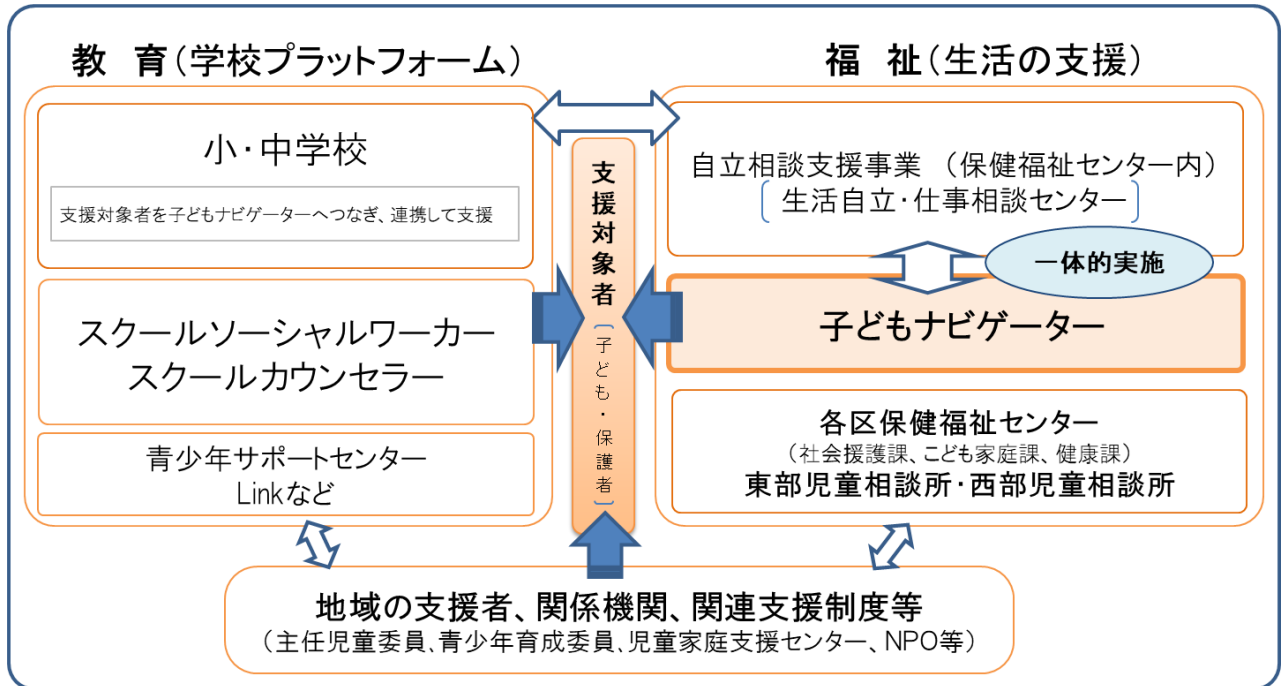 教 育(学校プラットフォーム)
小・中学校
支援対象者を子どもナビゲーターへつなぎ、連携して支援
スクールソーシャルワーカー
スクールカウンセラー
青少年サポートセンター
Linkなど
支援対象者〔子ども・保護者〕
福 祉(生活の支援)
自立相談支援事業 (保健福祉センター内)
〔生活自立・仕事相談センター〕
一体的実施
子どもナビゲーター
各区保健福祉センター
(社会援護課、こども家庭課、健康課)
東部児童相談所・西部児童相談所
地域の支援者、関係機関、関連支援制度等
(主任児童委員、青少年育成委員、児童家庭支援センター、NPO等)